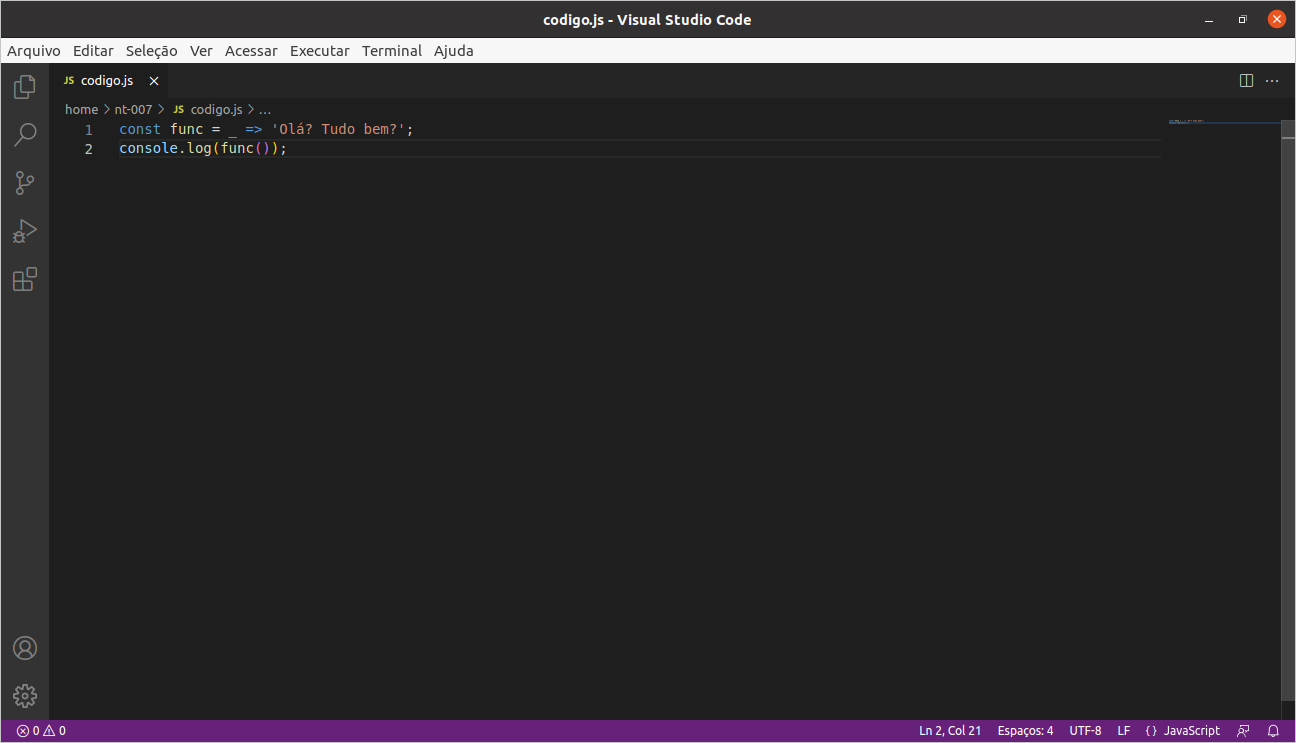 codigo.js - Visual Studio Code
Arquivo Editar Seleção Ver Acessar Executar Terminal Ajuda
JS codigo.js
home > nt-007 > JS codigo.js > ...
1 const func = _ => 'Olá? Tudo bem?';
2 console.log(func());
0 0 Ln 2, Col 21 Espaços: 4 UTF-8 LF {} JavaScript